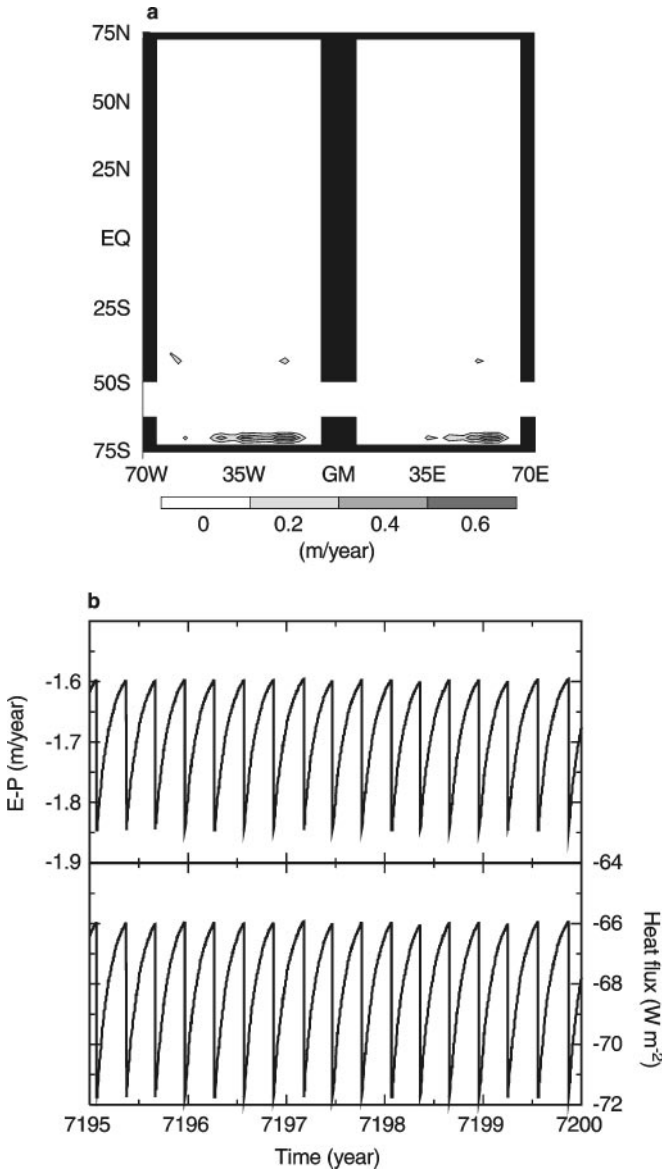 a
75N
50N
25N
EQ
25S
50S
75S
70W 35W GM 35E 70E
0 0.2 0.4 0.6
(m/year)
b
E-P (m/year)
-1.6
-1.7
-1.8
-1.9
-64
-66
-68
-70
-72
Heat flux (W m-2)
7195 7196 7197 7198 7199 7200
Time (year)